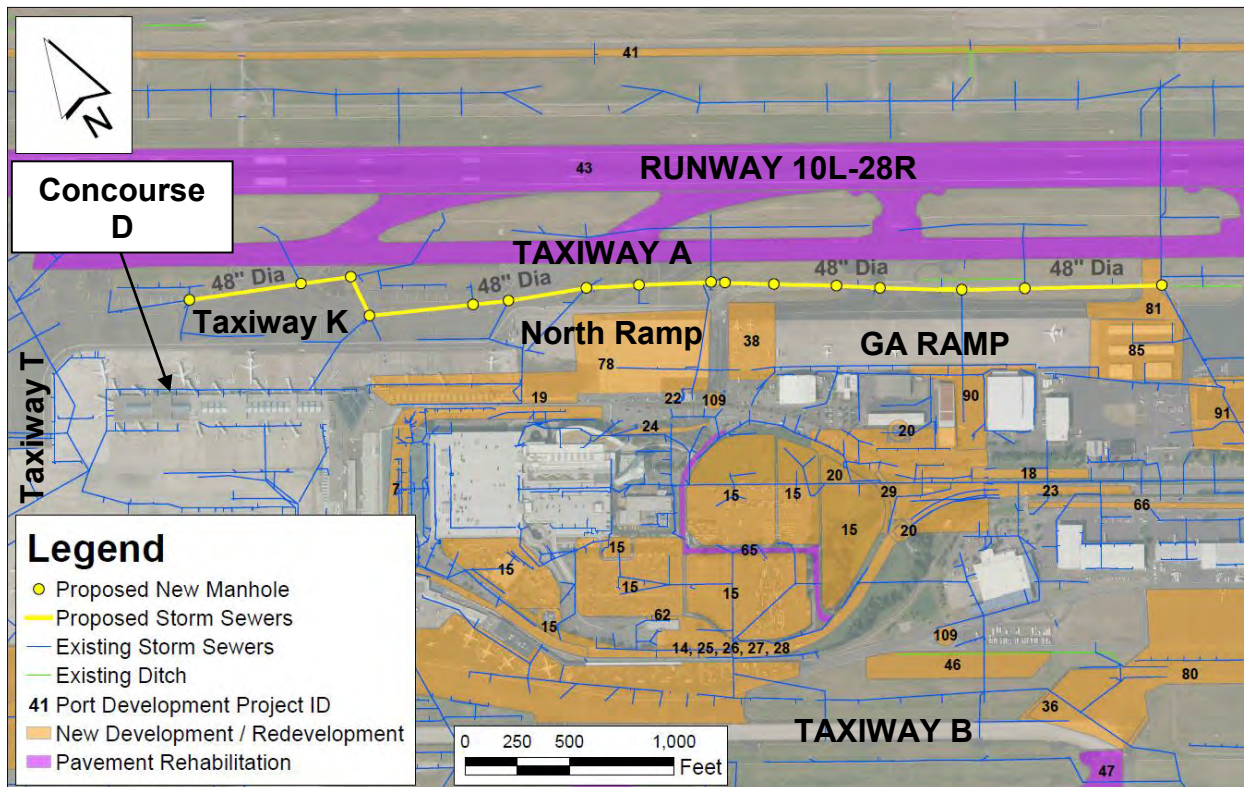 41
N
43
RUNWAY 10L-28R
Concourse
D
TAXIWAY A
48" Dia
48" Dia
48" Dia
48" Dia
Taxiway K
North Ramp
GA RAMP
Taxiway T
81
38
85
78
19
22
109
90
91
24
20
7
15
15
20
29
18
23
66
15
20
15
65
15
15
15
62
15
14, 25, 26, 27, 28
109
46
80
36
TAXIWAY B
47
Legend
Proposed New Manhole
Proposed Storm Sewers
Existing Storm Sewers
Existing Ditch
41 Port Development Project ID
New Development / Redevelopment
Pavement Rehabilitation
0 250 500 1,000
Feet